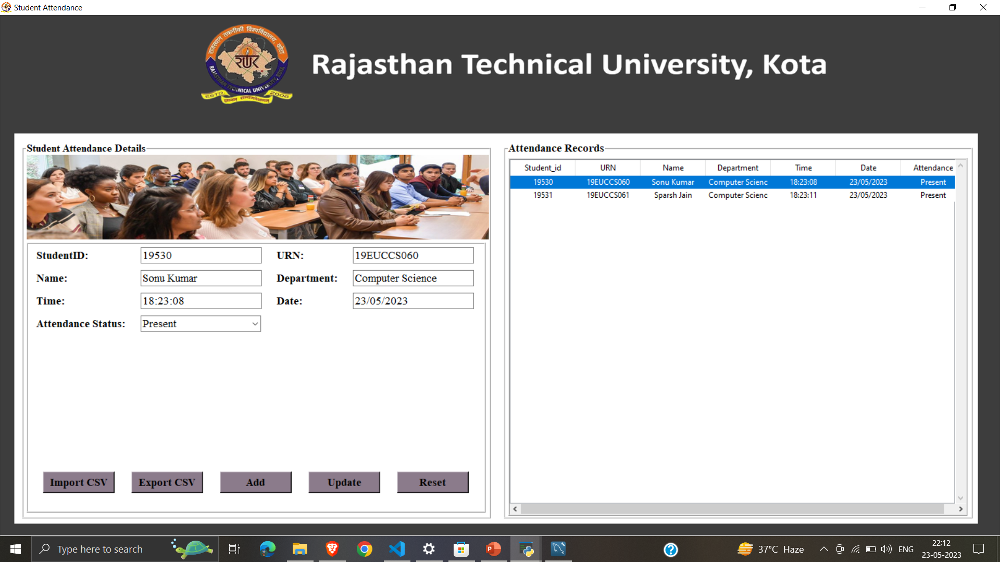 Student Attendance
राजस्थान तकनीकी विश्वविद्यालय, कोटा
RAJASTHAN TECHNICAL UNIVERSITY, KOTA
ESTD. 2006
Rajasthan Technical University, Kota
Student Attendance Details
StudentID: 19530 URN: 19EUCCS060
Name: Sonu Kumar Department: Computer Science
Time: 18:23:08 Date: 23/05/2023
Attendance Status: Present
Import CSV Export CSV Add Update Reset
Attendance Records
Student_id URN Name Department Time Date Attendance
19530 19EUCCS060 Sonu Kumar Computer Scienc 18:23:08 23/05/2023 Present
19531 19EUCCS061 Sparsh Jain Computer Scienc 18:23:11 23/05/2023 Present
Type here to search
37°C Haze
ENG
22:12
23-05-2023